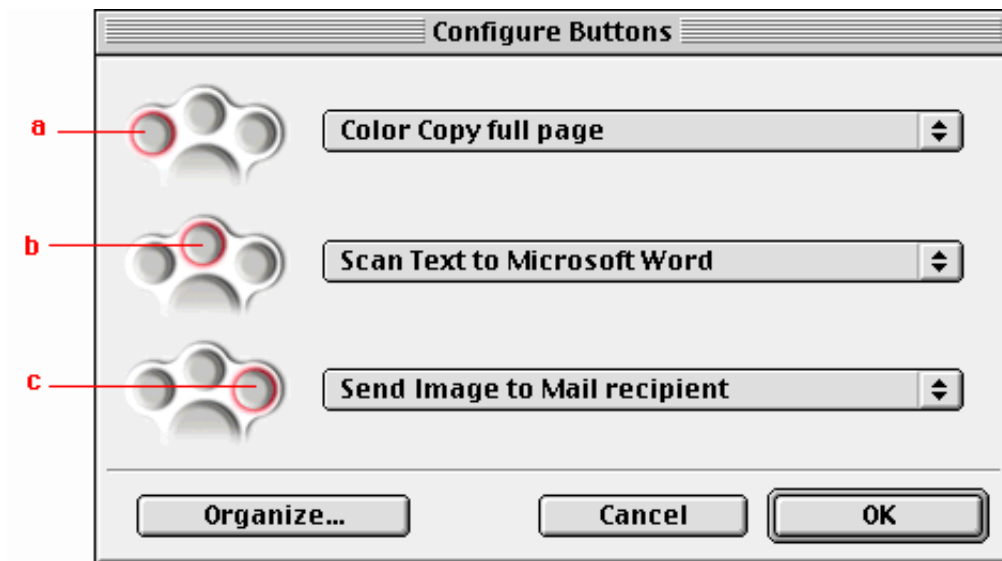 Configure Buttons
a
Color Copy full page
b
Scan Text to Microsoft Word
c
Send Image to Mail recipient
Organize...
Cancel
OK